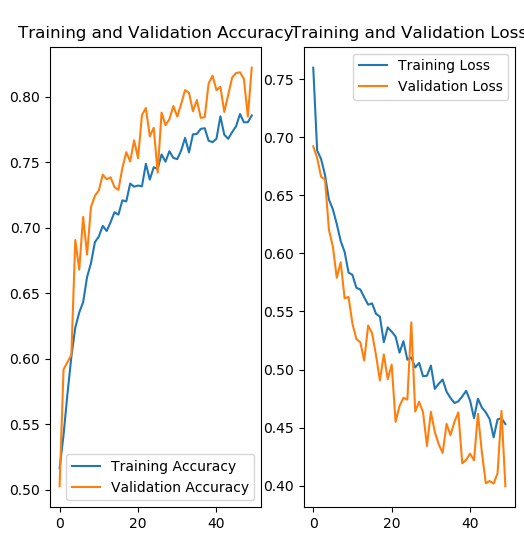 Training and Validation Accuracy
0.80
0.75
0.70
0.65
0.60
0.55
0.50
0 20 40
Training Accuracy
Validation Accuracy
Training and Validation Loss
0.75
0.70
0.65
0.60
0.55
0.50
0.45
0.40
0 20 40
Training Loss
Validation Loss